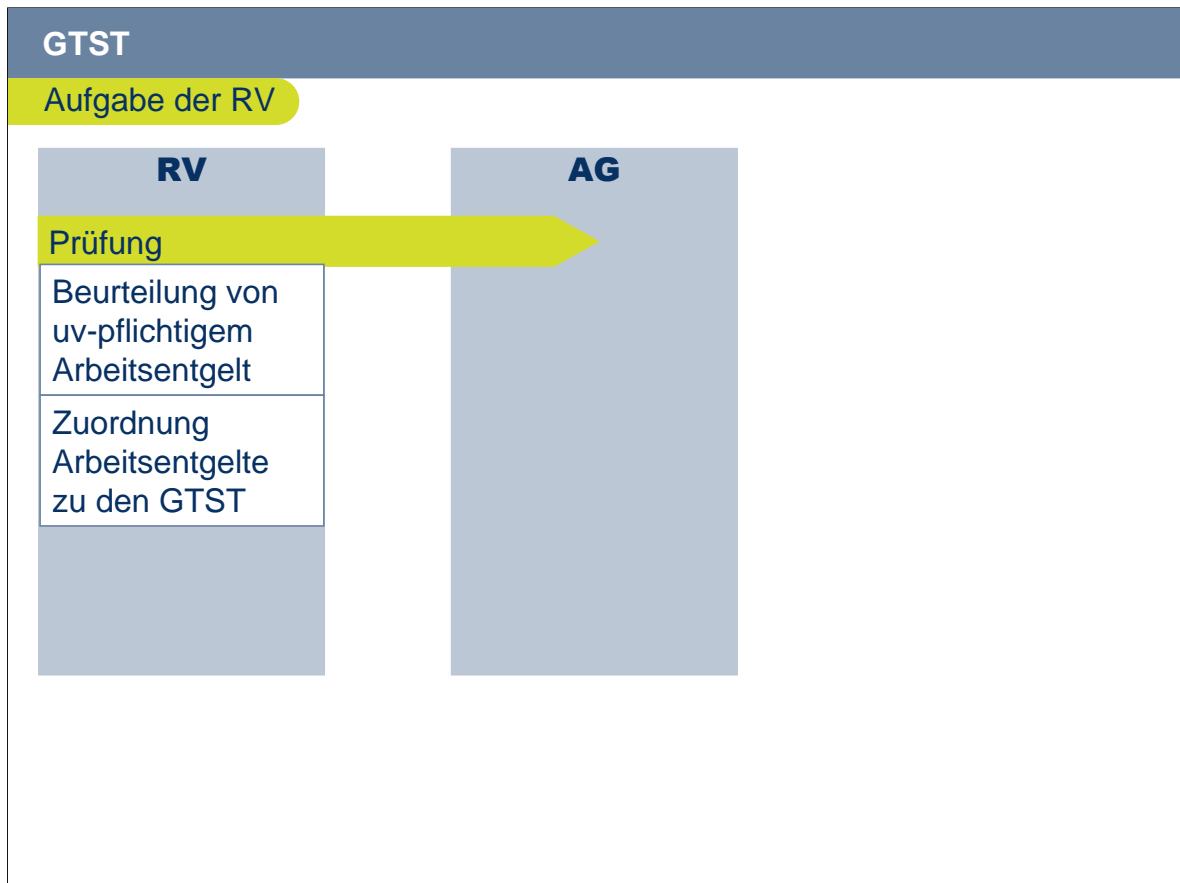 GTST
Aufgabe der RV
RV
AG
Prüfung
Beurteilung von
uv-pflichtigem
Arbeitsentgelt
Zuordnung
Arbeitsentgelte
zu den GTST